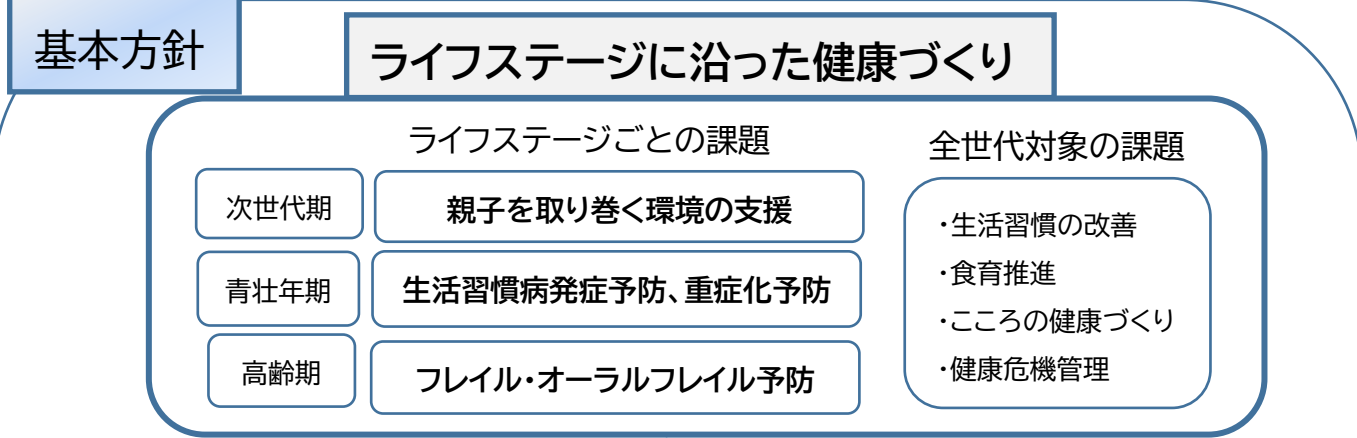 基本方針
ライフステージに沿った健康づくり
ライフステージごとの課題
次世代期
親子を取り巻く環境の支援
青壮年期
生活習慣病発症予防、重症化予防
高齢期
フレイル・オーラルフレイル予防
全世代対象の課題
・生活習慣の改善
・食育推進
・こころの健康づくり
・健康危機管理